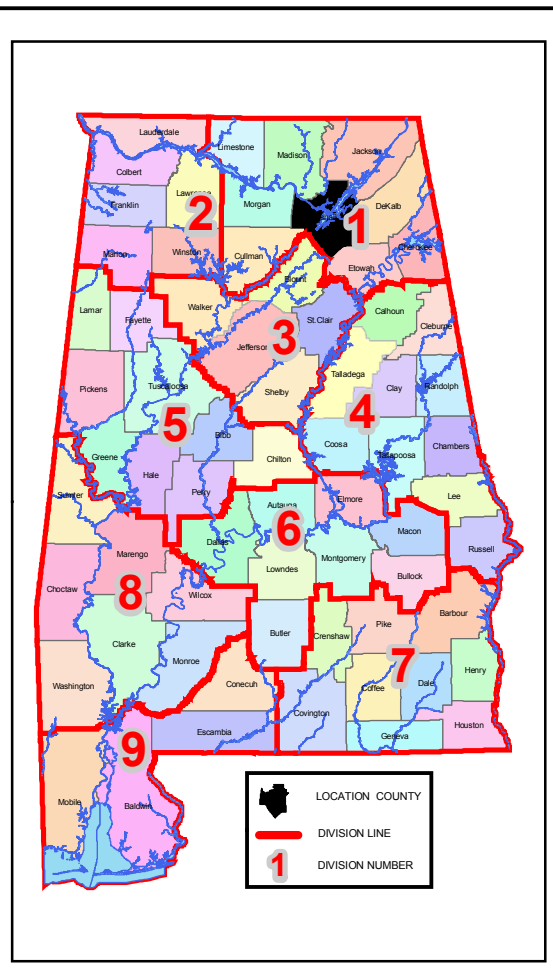 Lauderdale
Limestone
Madison
Jackson
Colbert
Lawrence
Franklin
Morgan
DeKalb
2
1
Marion
Winston
Cullman
Cherokee
Etowah
Blount
Lamar
Fayette
Walker
St.Clair
Calhoun
Jefferson
3
Cleburne
Talladega
Pickens
Tuscaloosa
Shelby
Clay
Randolph
4
5
Bibb
Coosa
Tallapoosa
Chambers
Greene
Hale
Chilton
Sumter
Perry
Autauga
Elmore
Lee
6
Dallas
Macon
Marengo
Montgomery
Russell
Lowndes
Bullock
Choctaw
8
Wilcox
Barbour
Pike
Butler
Crenshaw
Clarke
7
Monroe
Henry
Washington
Conecuh
Coffee
Dale
Covington
Houston
Escambia
Geneva
9
Mobile
Baldwin
LOCATION COUNTY
DIVISION LINE
1 DIVISION NUMBER